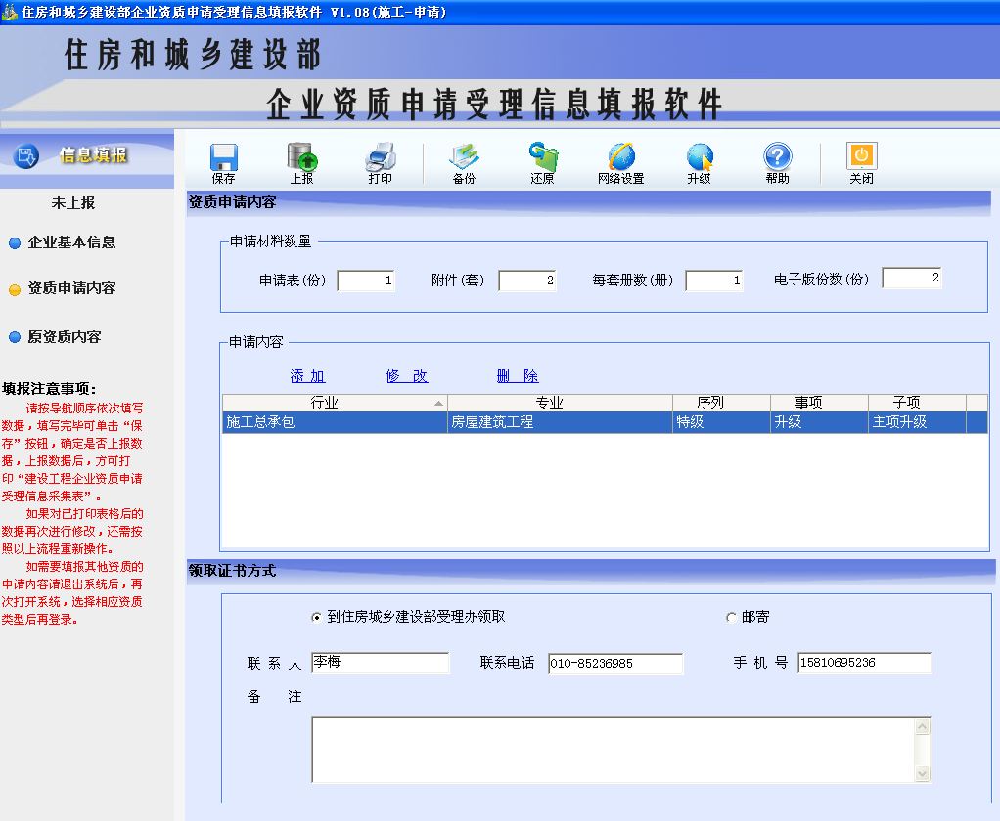 住房和城乡建设部企业资质申请受理信息填报软件 V1.08(施工-申请)
住房和城乡建设部
企业资质申请受理信息填报软件
信息填报
保存 上报 打印 备份 还原 网络设置 升级 帮助 关闭
未上报
企业基本信息
资质申请内容
原资质内容
填报注意事项：
请按导航顺序依次填写
数据，填写完毕可单击“保
存”按钮，确定是否上报数
据，上报数据后，方可打
印“建设工程企业资质申请
受理信息采集表”。
如果对已打印表格后的
数据再次进行修改，还需按
照以上流程重新操作。
如需要填报其他资质的
申请内容请退出系统后，再
次打开系统，选择相应资质
类型后再登录。
资质申请内容
申请材料数量
申请表(份) 1 附件(套) 2 每套册数(册) 1 电子版份数(份) 2
申请内容
添 加 修 改 删 除
行业 专业 序列 事项 子项
施工总承包 房屋建筑工程 特级 升级 主项升级
领取证书方式
到住房城乡建设部受理办领取 邮寄
联 系 人 李梅 联系电话 010-85236985 手 机 号 15810695236
备 注